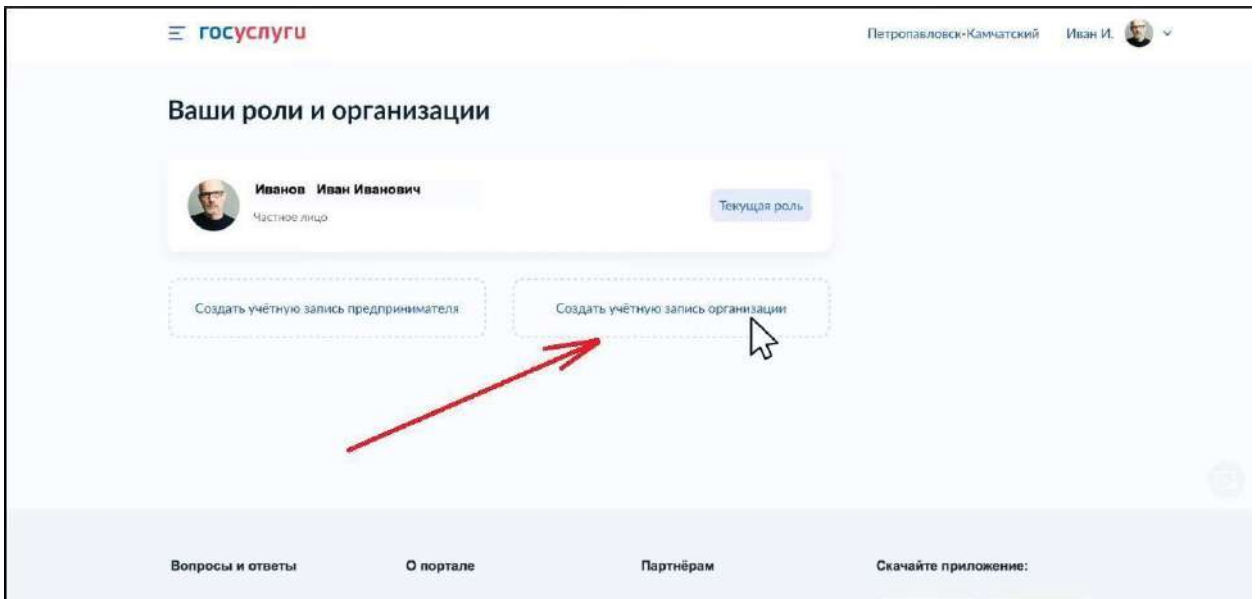 госуслуги
Петропавловск-Камчатский Иван И.
Ваши роли и организации
Иванов Иван Иванович
Частное лицо
Текущая роль
Создать учётную запись предпринимателя
Создать учётную запись организации
Вопросы и ответы
О портале
Партнёрам
Скачайте приложение: